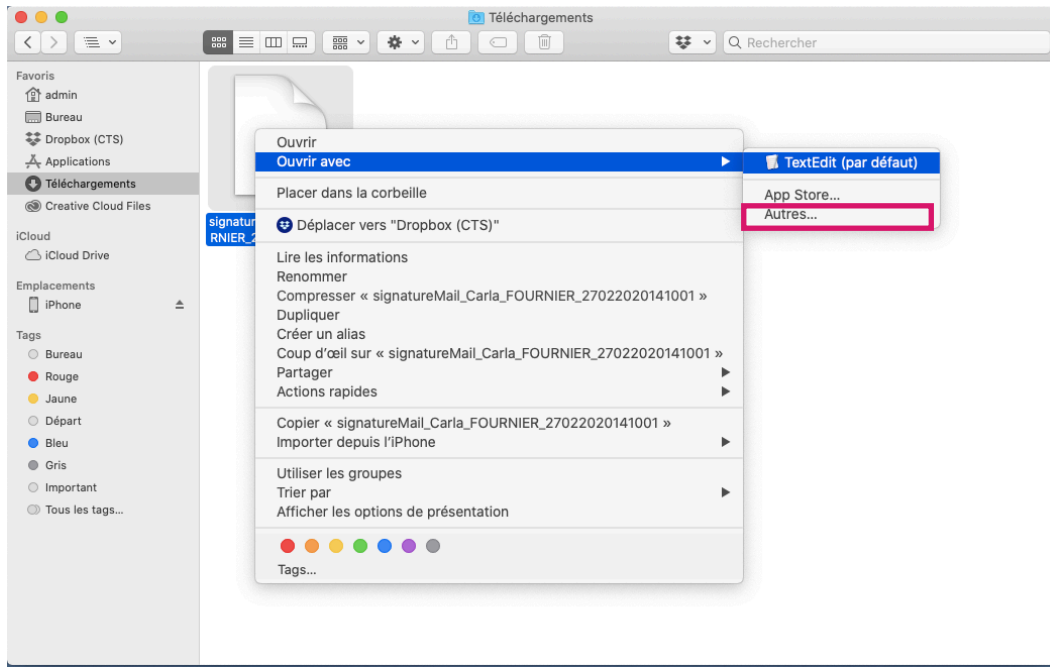 Téléchargements
Rechercher
Favoris
admin
Bureau
Dropbox (CTS)
Applications
Téléchargements
Creative Cloud Files
iCloud
iCloud Drive
Emplacements
iPhone
Tags
Bureau
Rouge
Jaune
Départ
Bleu
Gris
Important
Tous les tags...
signatur
RNIER_2
Ouvrir
Ouvrir avec
Placer dans la corbeille
Déplacer vers "Dropbox (CTS)"
Lire les informations
Renommer
Compresser « signatureMail_Carla_FOURNIER_27022020141001 »
Dupliquer
Créer un alias
Coup d'œil sur « signatureMail_Carla_FOURNIER_27022020141001 »
Partager
Actions rapides
Copier « signatureMail_Carla_FOURNIER_27022020141001 »
Importer depuis l'iPhone
Utiliser les groupes
Trier par
Afficher les options de présentation
Tags...
TextEdit (par défaut)
App Store...
Autres...